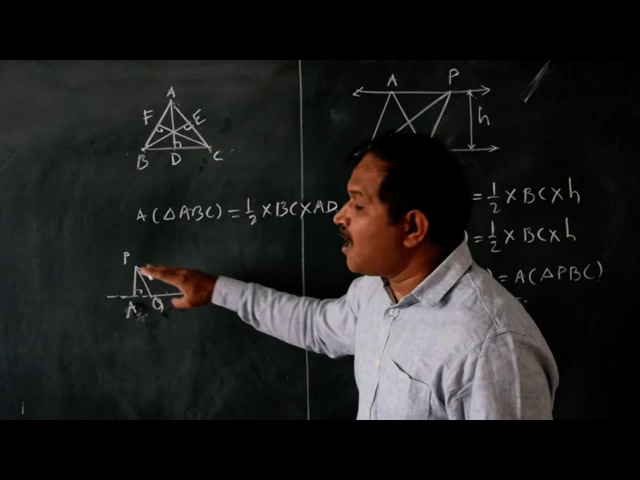 A
F E
B D C
A(△ABC) = 1/2 × BC × AD
P
A Q
A P
h
= 1/2 × BC × h
= 1/2 × BC × h
= A(△PBC)